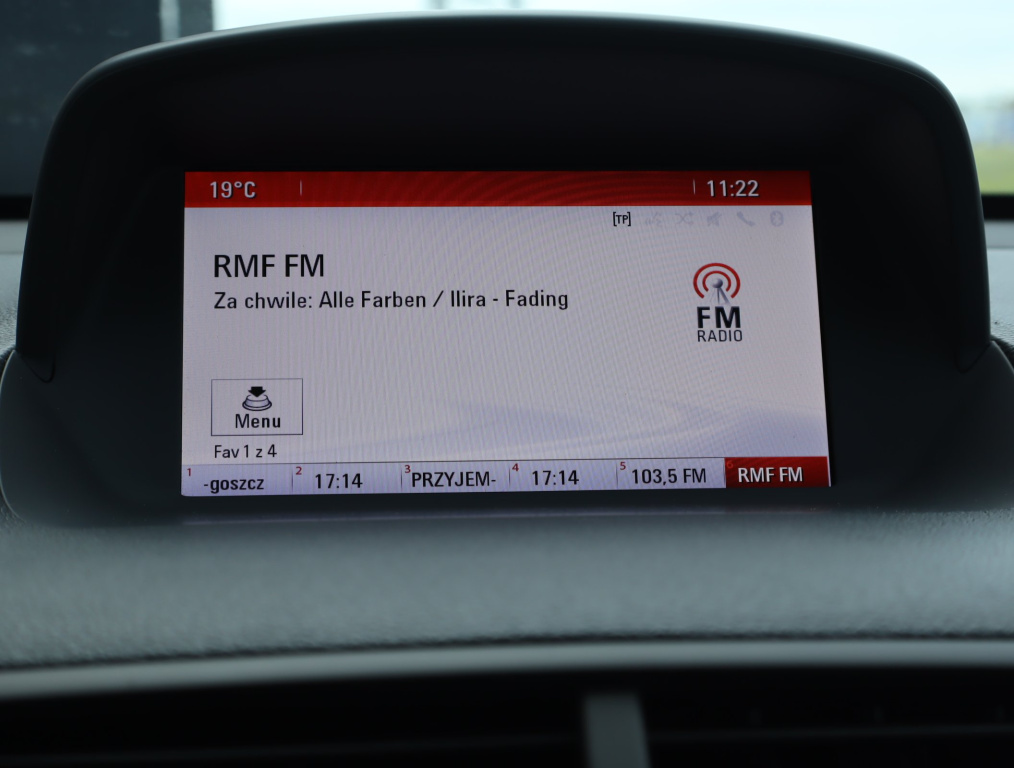 19°C 11:22
[TP]
RMF FM
Za chwile: Alle Farben / Ilira - Fading
FM
RADIO
Menu
Fav 1 z 4
1 -goszcz 2 17:14 3 PRZYJEM- 4 17:14 5 103,5 FM 6 RMF FM